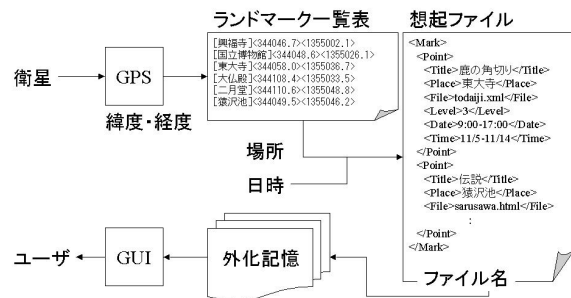 ランドマーク一覧表
想起ファイル
[興福寺]<344046.7><1355002.1>
[国立博物館]<344048.6><1355026.1>
[東大寺]<344058.0><1355036.7>
[大仏殿]<344108.4><1355033.5>
[二月堂]<344110.6><1355048.8>
[猿沢池]<344049.5><1355046.2>
衛星
GPS
緯度・経度
場所
日時
<Mark>
<Point>
<Title>鹿の角切り</Title>
<Place>東大寺</Place>
<File>todaiji.xml</File>
<Level>3</Level>
<Date>9:00-17:00</Date>
<Time>11/5-11/14</Time>
</Point>
<Point>
<Title>伝説</Title>
<Place>猿沢池</Place>
<File>sarusawa.html</File>
:
</Point>
</Mark>
ファイル名
ユーザ
GUI
外化記憶